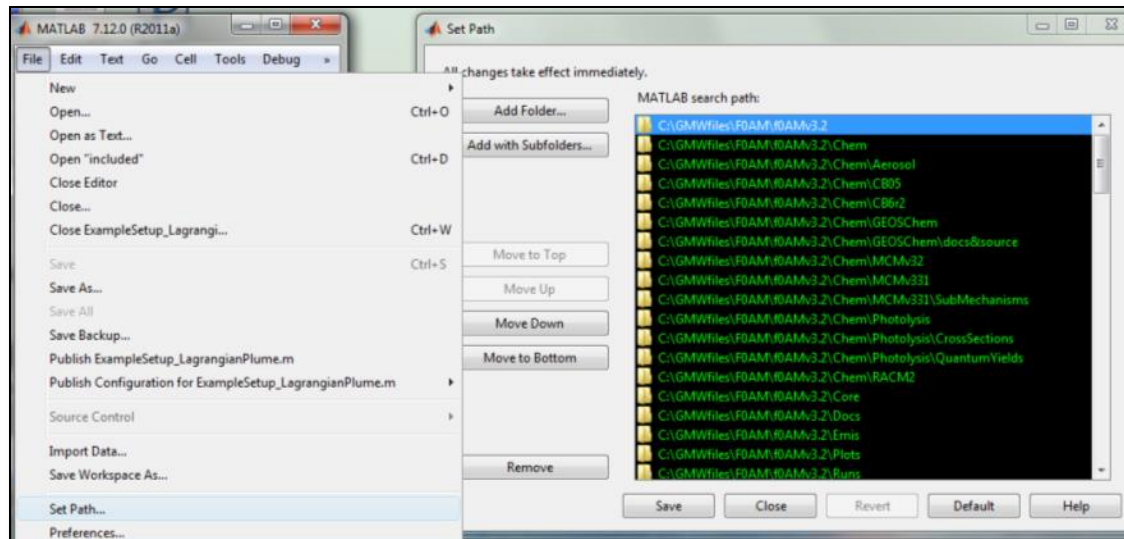 MATLAB 7.12.0 (R2011a)
File Edit Text Go Cell Tools Debug »
New
Open... Ctrl+O
Open as Text...
Open "included" Ctrl+D
Close Editor
Close...
Close ExampleSetup_Lagrangi... Ctrl+W
Save Ctrl+S
Save As...
Save All
Save Backup...
Publish ExampleSetup_LagrangianPlume.m
Publish Configuration for ExampleSetup_LagrangianPlume.m
Source Control
Import Data...
Save Workspace As...
Set Path...
Preferences...
Set Path
All changes take effect immediately.
Add Folder...
Add with Subfolders...
Move to Top
Move Up
Move Down
Move to Bottom
Remove
MATLAB search path:
C:\GMWfiles\F0AM\f0AMv3.2
C:\GMWfiles\F0AM\f0AMv3.2\Chem
C:\GMWfiles\F0AM\f0AMv3.2\Chem\Aerosol
C:\GMWfiles\F0AM\f0AMv3.2\Chem\CB05
C:\GMWfiles\F0AM\f0AMv3.2\Chem\CB6r2
C:\GMWfiles\F0AM\f0AMv3.2\Chem\GEOSChem
C:\GMWfiles\F0AM\f0AMv3.2\Chem\GEOSChem\docs&source
C:\GMWfiles\F0AM\f0AMv3.2\Chem\MCMv32
C:\GMWfiles\F0AM\f0AMv3.2\Chem\MCMv331
C:\GMWfiles\F0AM\f0AMv3.2\Chem\MCMv331\SubMechanisms
C:\GMWfiles\F0AM\f0AMv3.2\Chem\Photolysis
C:\GMWfiles\F0AM\f0AMv3.2\Chem\Photolysis\CrossSections
C:\GMWfiles\F0AM\f0AMv3.2\Chem\Photolysis\QuantumYields
C:\GMWfiles\F0AM\f0AMv3.2\Chem\RACM2
C:\GMWfiles\F0AM\f0AMv3.2\Core
C:\GMWfiles\F0AM\f0AMv3.2\Docs
C:\GMWfiles\F0AM\f0AMv3.2\Emis
C:\GMWfiles\F0AM\f0AMv3.2\Plots
C:\GMWfiles\F0AM\f0AMv3.2\Runs
Save Close Revert Default Help